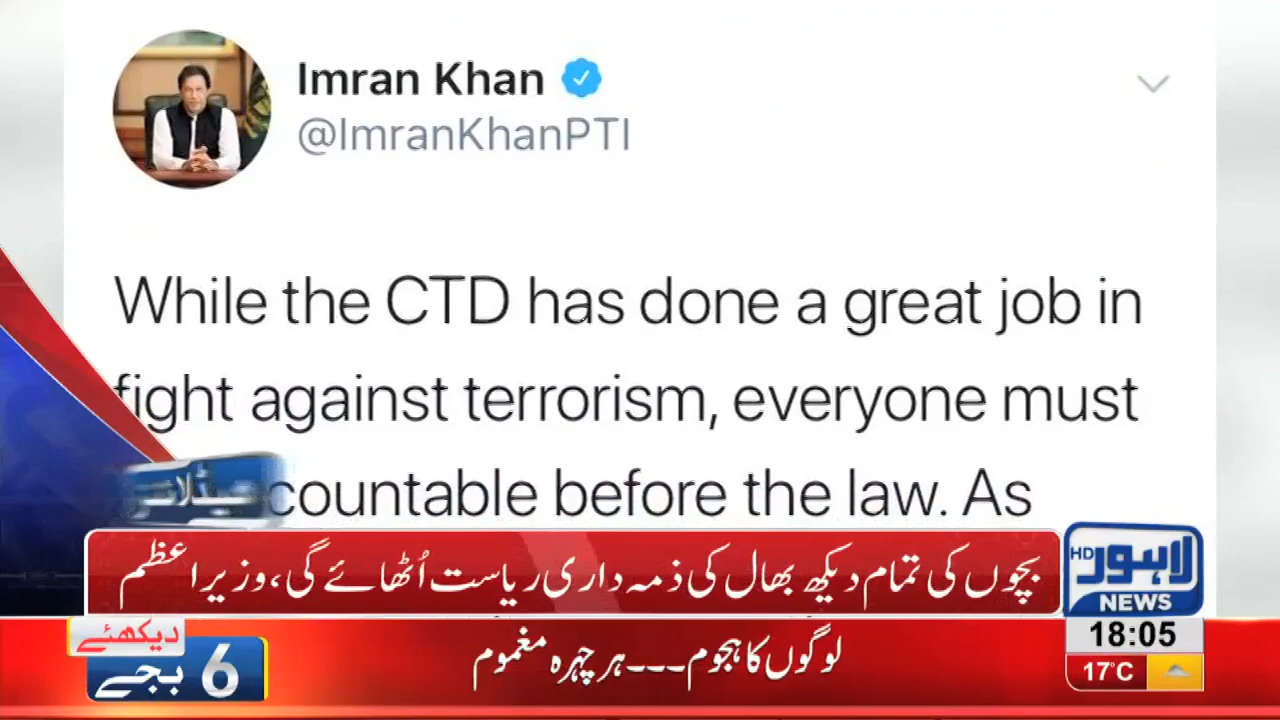 Imran Khan
@ImranKhanPTI
While the CTD has done a great job in
fight against terrorism, everyone must
countable before the law. As
بچوں کی تمام دیکھ بھال کی ذمہ داری ریاست اُٹھائے گی، وزیراعظم
HD لاہور
NEWS
18:05
17°C
دیکھئے
6 بجے
لوگوں کا ہجوم۔۔۔ہر چہرہ مغموم